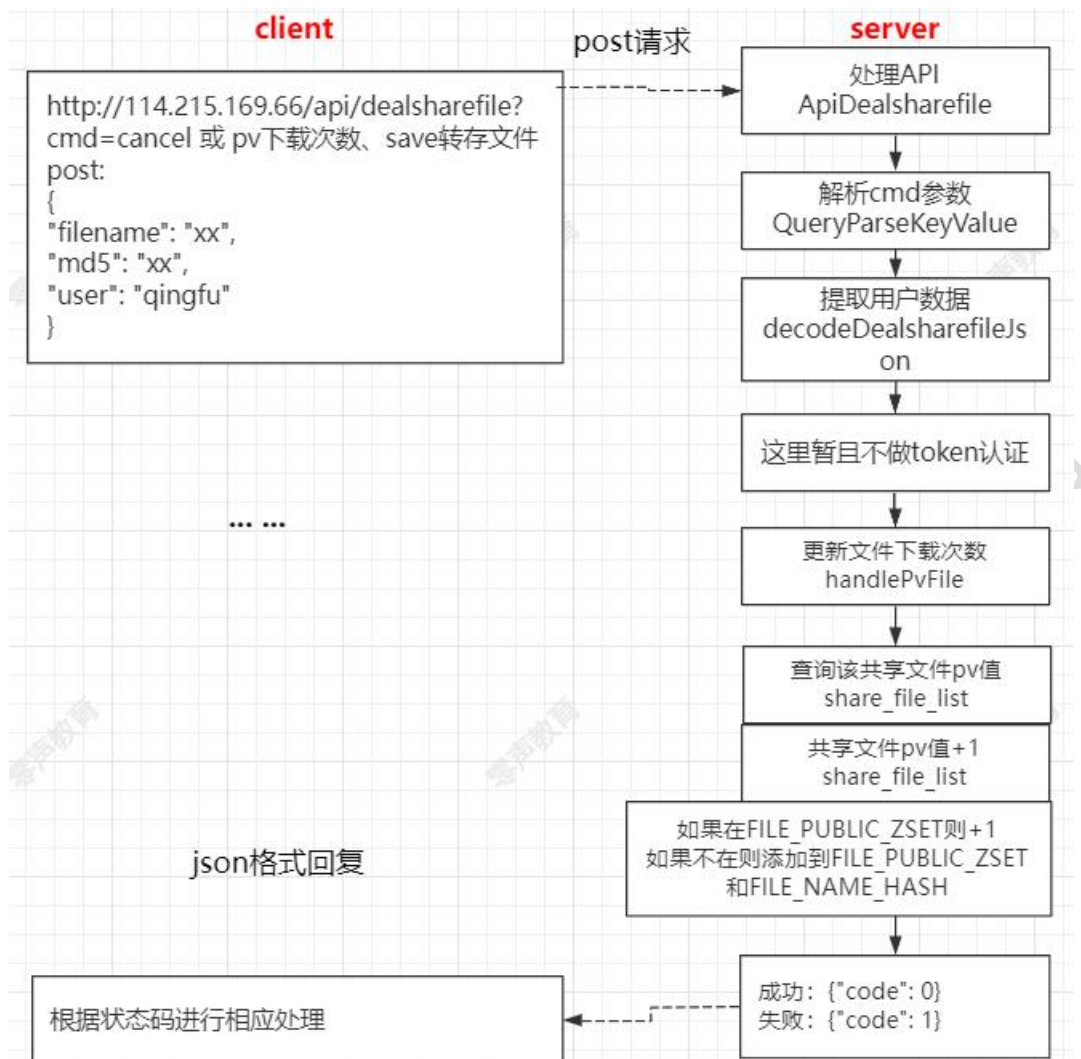 client
post请求
server
http://114.215.169.66/api/dealsharefile?
cmd=cancel 或 pv下载次数、save转存文件
post:
{
"filename": "xx",
"md5": "xx",
"user": "qingfu"
}
处理API
ApiDealsharefile
解析cmd参数
QueryParseKeyValue
提取用户数据
decodeDealsharefileJs
on
这里暂且不做token认证
... ...
更新文件下载次数
handlePvFile
查询该共享文件pv值
share_file_list
共享文件pv值+1
share_file_list
如果在FILE_PUBLIC_ZSET则+1
如果不在则添加到FILE_PUBLIC_ZSET
和FILE_NAME_HASH
json格式回复
成功：{"code": 0}
失败：{"code": 1}
根据状态码进行相应处理
零声教育
零声教育